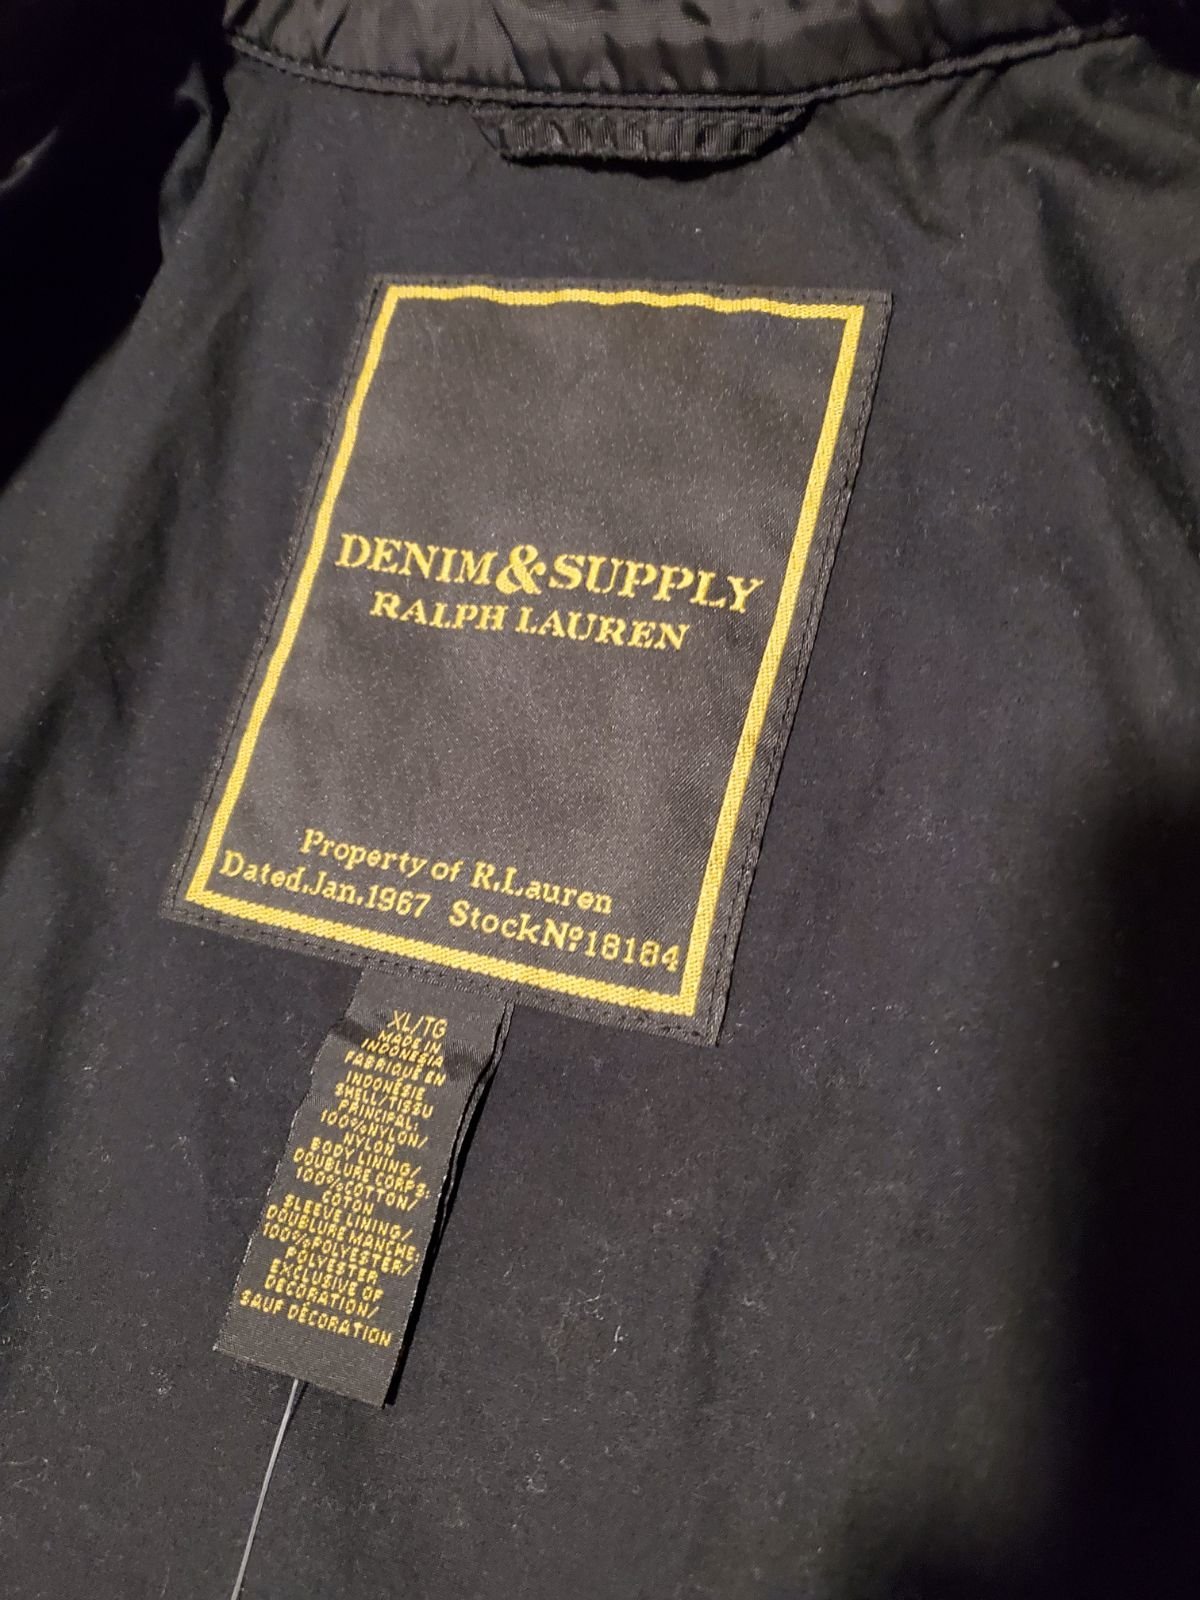 DENIM & SUPPLY
RALPH LAUREN
Property of R.Lauren
Dated.Jan.1967 StockNº18184
XL/TG
MADE IN
INDONESIA
FABRIQUÉ EN
INDONÉSIE
SHELL/TISSU
PRINCIPAL:
100%NYLON/
NYLON
BODY LINING/
DOUBLURE CORPS:
100%COTTON/
COTON
SLEEVE LINING/
DOUBLURE MANCHE:
100%POLYESTER/
POLYESTER
EXCLUSIVE OF
DECORATION/
SAUF DÉCORATION